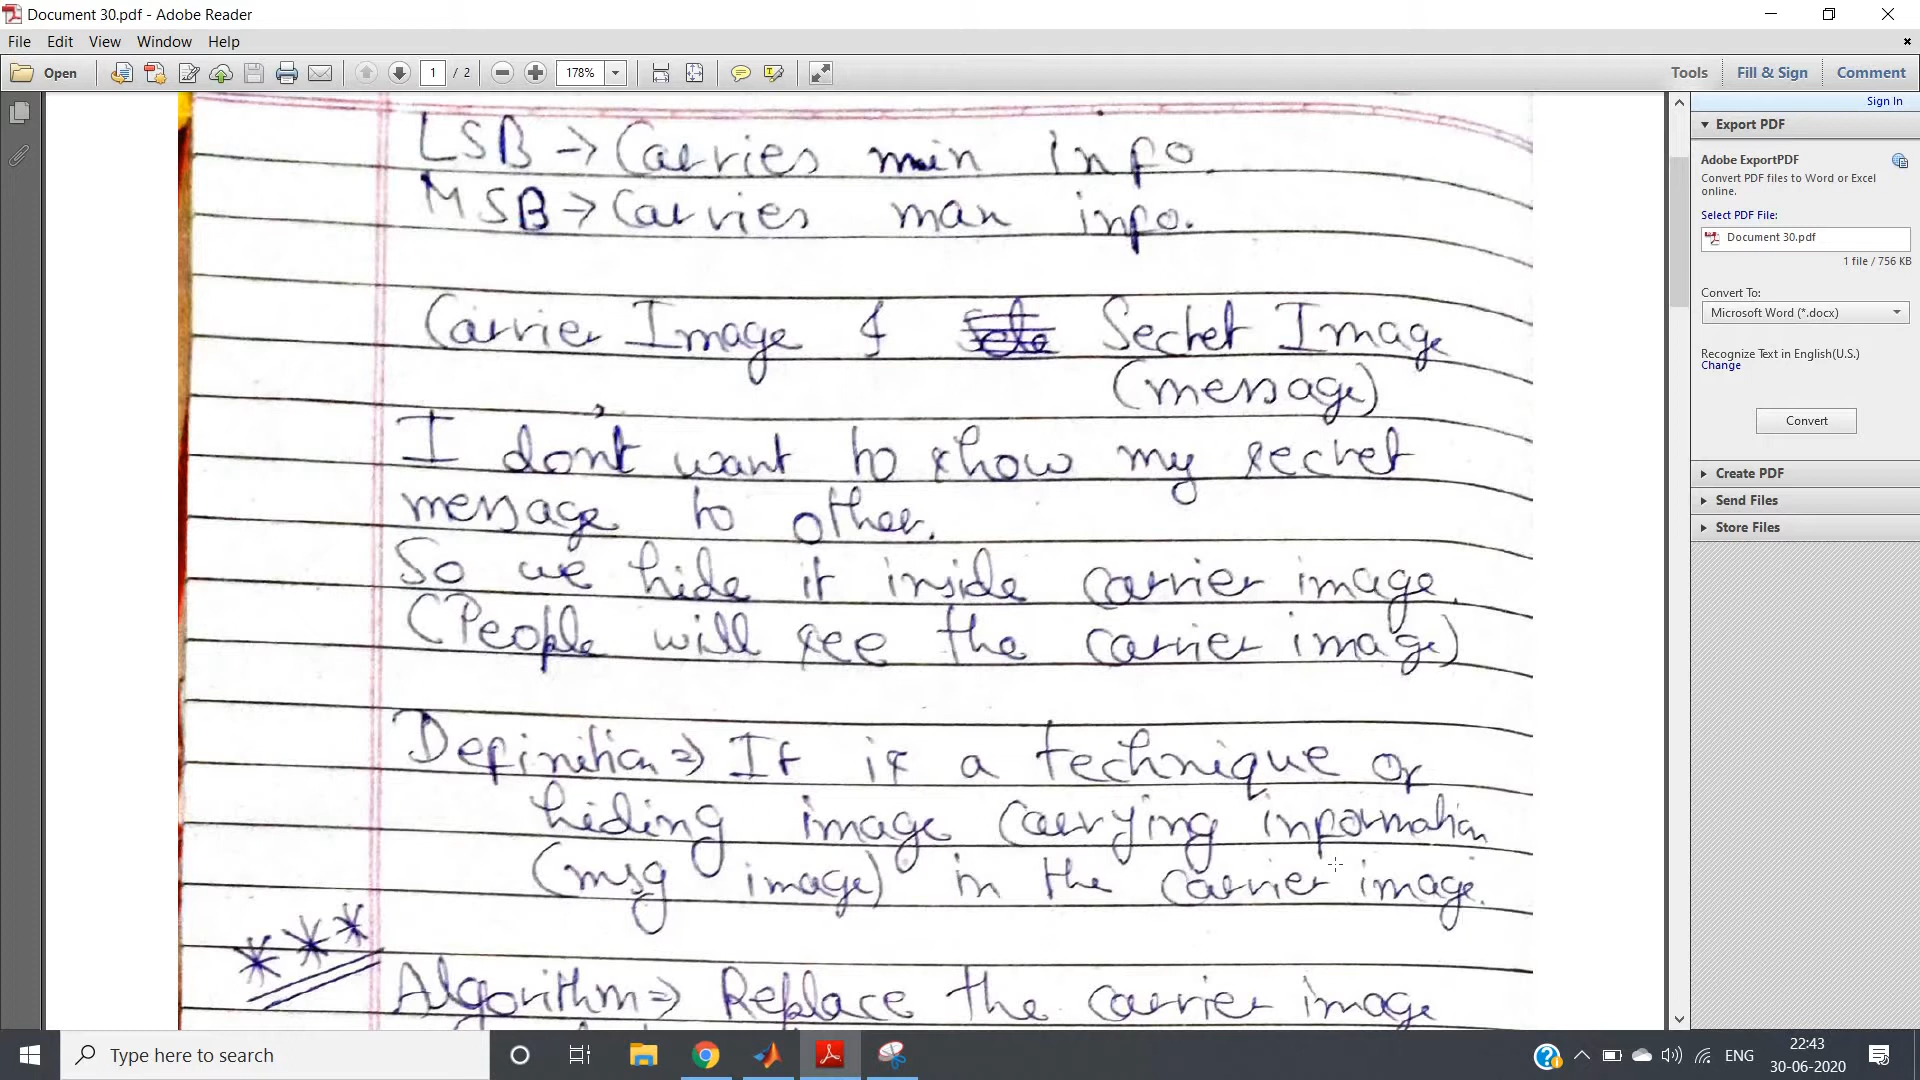 Document 30.pdf - Adobe Reader
File Edit View Window Help
Open 1 / 2 178% Tools Fill & Sign Comment
Sign In
Export PDF
Adobe ExportPDF
Convert PDF files to Word or Excel
online.
Select PDF File:
Document 30.pdf
1 file / 756 KB
Convert To:
Microsoft Word (*.docx)
Recognize Text in English(U.S.)
Change
Convert
Create PDF
Send Files
Store Files
LSB → Carries min info.
MSB → Carries max info.
Carrier Image & Secret Image
(message)
I don't want to show my secret
message to other.
So we hide it inside carrier image.
(People will see the carrier image)
Definition ⇒ It is a technique of
hiding image carrying information
(msg image) in the carrier image.
*** Algorithm ⇒ Replace the carrier image
Type here to search
ENG
22:43
30-06-2020